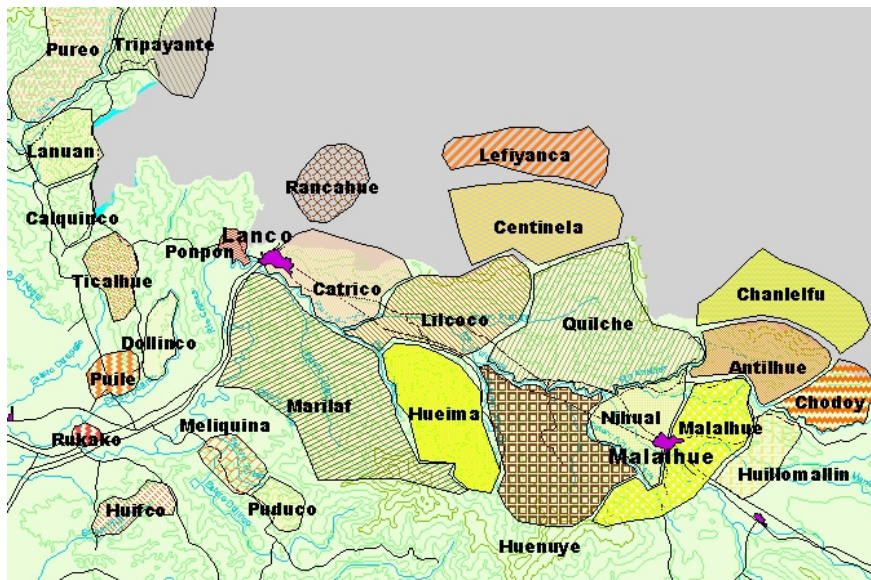 Pureo
Tripayante
Lanuan
Lefiyanca
Rancahue
Calquinco
Centinela
Lanco
Ponpon
Ticalhue
Catrico
Chanlelfu
Lilcoco
Quilche
Dollinco
Antilhue
Puile
Marilaf
Hueima
Nihual
Chodoy
Rukako
Meliquina
Malalhue
Malalhue
Huillomallin
Huifco
Puduco
Huenuye